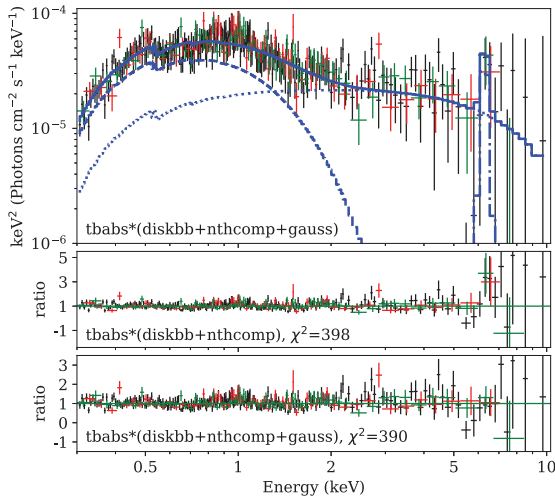 10⁻⁴
10⁻⁵
10⁻⁶
keV² (Photons cm⁻² s⁻¹ keV⁻¹)
tbabs*(diskbb+nthcomp+gauss)
5
3
1
-1
ratio
tbabs*(diskbb+nthcomp), χ²=398
3
2
1
0
-1
ratio
tbabs*(diskbb+nthcomp+gauss), χ²=390
0.5 1 2 5 10
Energy (keV)